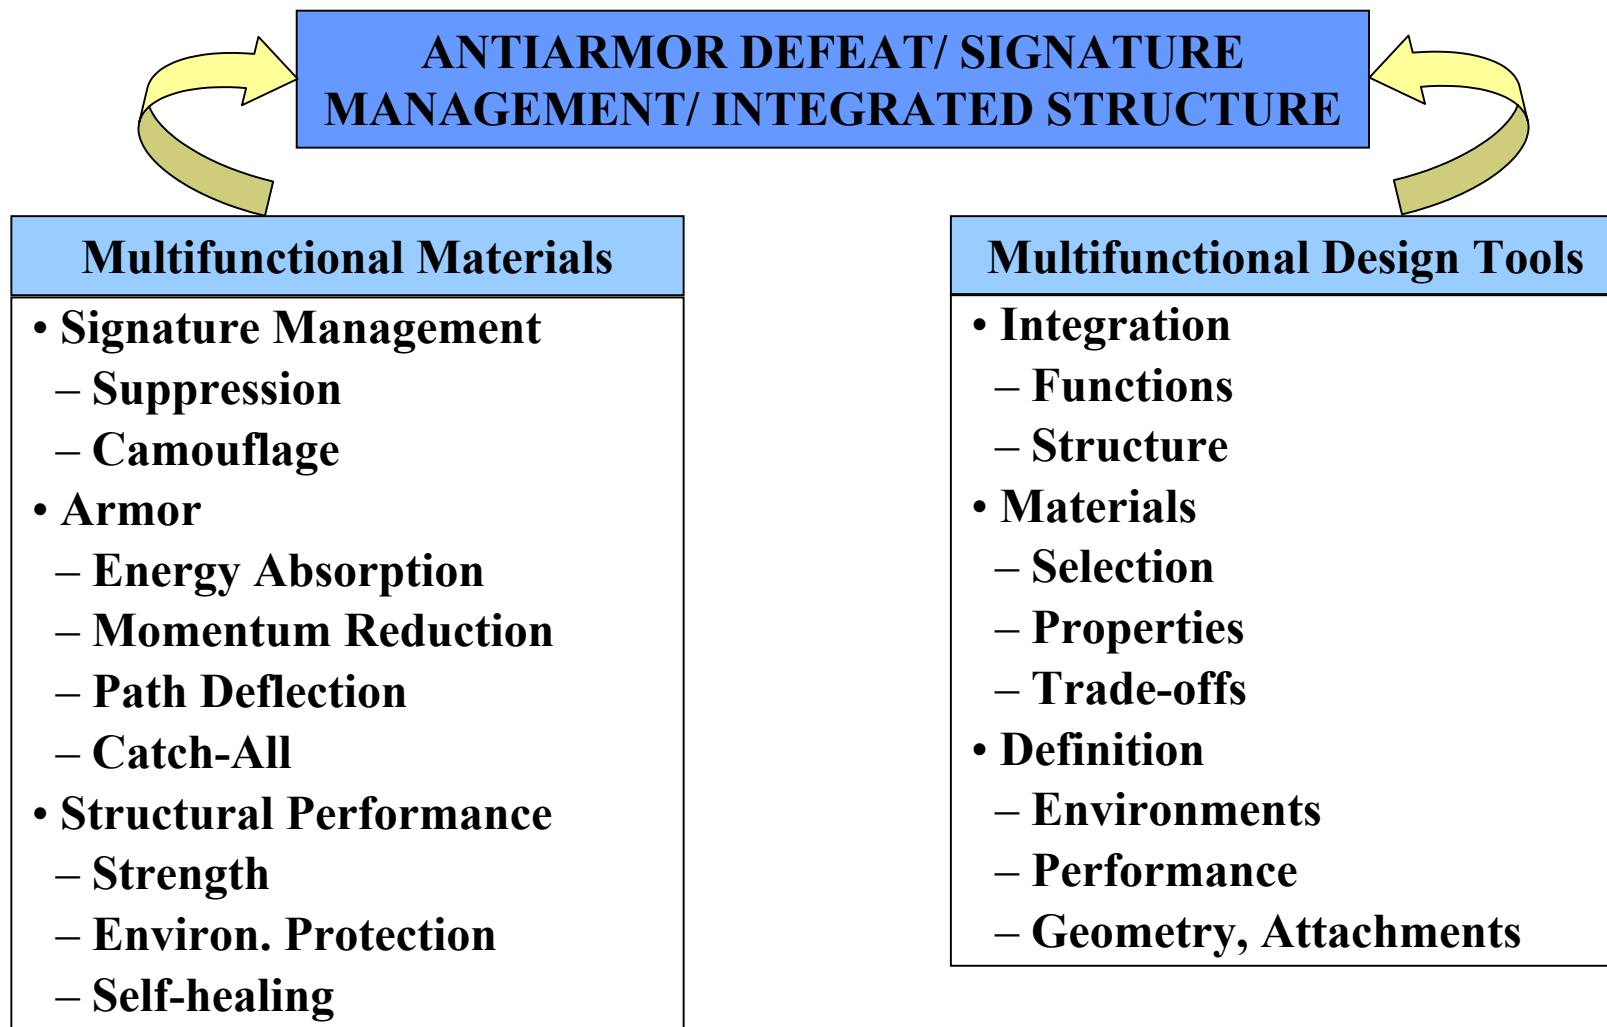 ANTIARMOR DEFEAT/ SIGNATURE
MANAGEMENT/ INTEGRATED STRUCTURE
Multifunctional Materials
• Signature Management
– Suppression
– Camouflage
• Armor
– Energy Absorption
– Momentum Reduction
– Path Deflection
– Catch-All
• Structural Performance
– Strength
– Environ. Protection
– Self-healing
Multifunctional Design Tools
• Integration
– Functions
– Structure
• Materials
– Selection
– Properties
– Trade-offs
• Definition
– Environments
– Performance
– Geometry, Attachments